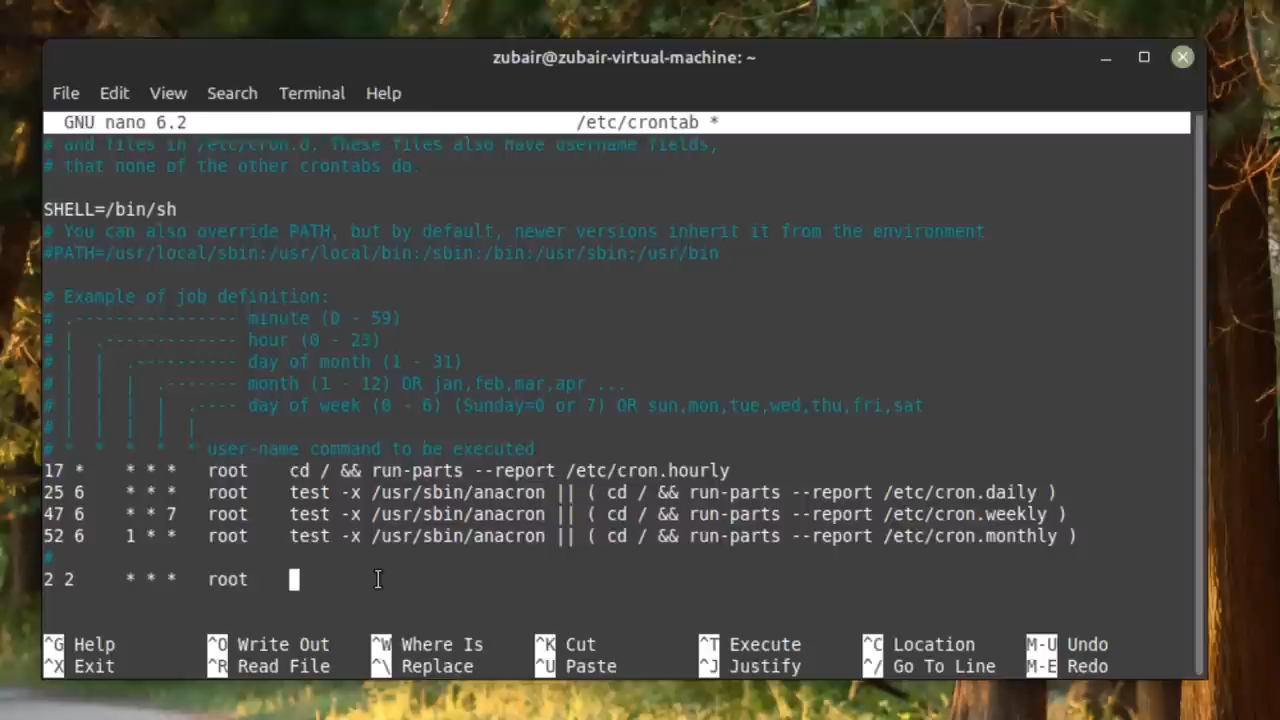 zubair@zubair-virtual-machine: ~
File Edit View Search Terminal Help
GNU nano 6.2 /etc/crontab *
# and files in /etc/cron.d. These files also have username fields,
# that none of the other crontabs do.
SHELL=/bin/sh
# You can also override PATH, but by default, newer versions inherit it from the environment
#PATH=/usr/local/sbin:/usr/local/bin:/sbin:/bin:/usr/sbin:/usr/bin
# Example of job definition:
# .---------------- minute (0 - 59)
# | .------------- hour (0 - 23)
# | | .---------- day of month (1 - 31)
# | | | .------- month (1 - 12) OR jan,feb,mar,apr ...
# | | | | .---- day of week (0 - 6) (Sunday=0 or 7) OR sun,mon,tue,wed,thu,fri,sat
# | | | | |
# * * * * * user-name command to be executed
17 * * * * root cd / && run-parts --report /etc/cron.hourly
25 6 * * * root test -x /usr/sbin/anacron || ( cd / && run-parts --report /etc/cron.daily )
47 6 * * 7 root test -x /usr/sbin/anacron || ( cd / && run-parts --report /etc/cron.weekly )
52 6 1 * * root test -x /usr/sbin/anacron || ( cd / && run-parts --report /etc/cron.monthly )
#
2 2 * * * root
^G Help ^O Write Out ^W Where Is ^K Cut ^T Execute ^C Location M-U Undo
^X Exit ^R Read File ^\ Replace ^U Paste ^J Justify ^/ Go To Line M-E Redo